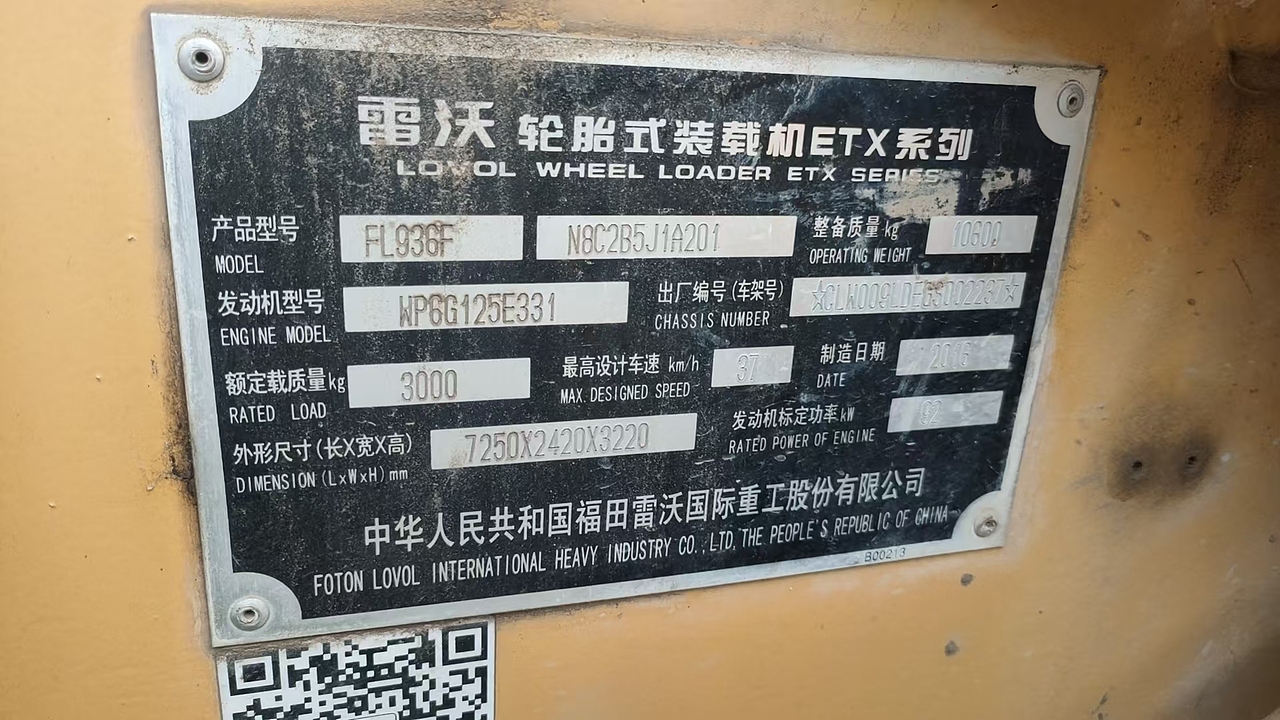 雷沃 轮胎式装载机ETX系列
LOVOL WHEEL LOADER ETX SERIES
产品型号 FL936F N8C2B5J1A201 整备质量kg 10600
MODEL OPERATING WEIGHT
发动机型号 WP6G125E331 出厂编号(车架号)
ENGINE MODEL CHASSIS NUMBER
额定载质量kg 3000 最高设计车速 km/h 37 制造日期 2016
RATED LOAD MAX.DESIGNED SPEED DATE
外形尺寸(长X宽X高) 7250X2420X3220 发动机标定功率kW 92
DIMENSION(LxWxH)mm RATED POWER OF ENGINE
中华人民共和国福田雷沃国际重工股份有限公司
FOTON LOVOL INTERNATIONAL HEAVY INDUSTRY CO.,LTD,THE PEOPLE'S REPUBLIC OF CHINA
B00213